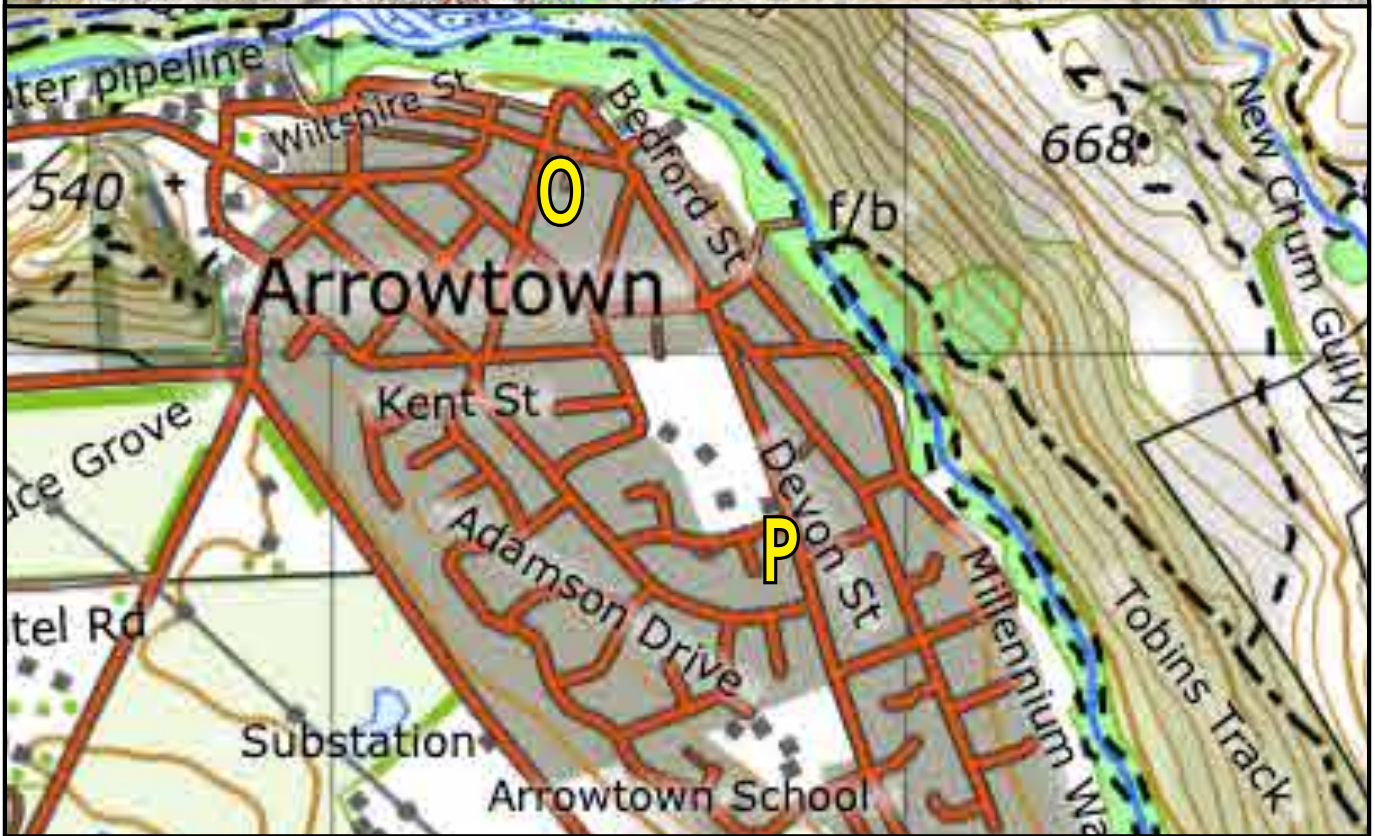 ter pipeline
Wiltshire St
Bedford St
668
New Chum Gully
540
O
f/b
Arrowtown
Kent St
ace Grove
Devon St
P
Adamson Drive
Millennium Wa
Tobins Track
tel Rd
Substation
Arrowtown School